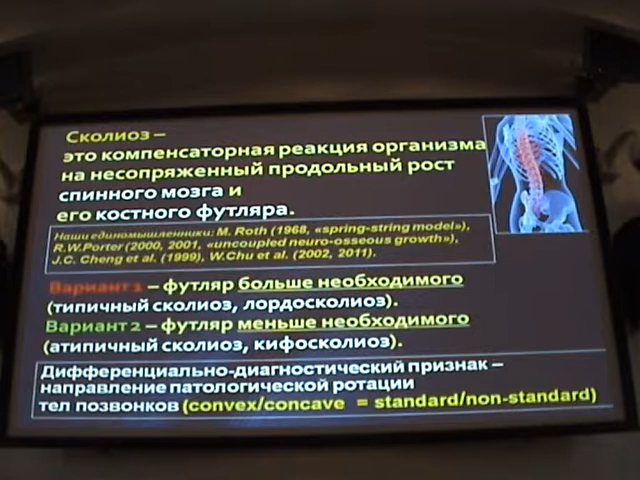 Сколиоз –
это компенсаторная реакция организма
на несопряженный продольный рост
спинного мозга и
его костного футляра.
Наши единомышленники: M. Roth (1968, «spring-string model»),
R.W.Porter (2000, 2001, «uncoupled neuro-osseous growth»),
J.C. Cheng et al. (1999), W.Chu et al. (2002, 2011).
Вариант 1 – футляр больше необходимого
(типичный сколиоз, лордосколиоз).
Вариант 2 – футляр меньше необходимого
(атипичный сколиоз, кифосколиоз).
Дифференциально-диагностический признак –
направление патологической ротации
тел позвонков (convex/concave = standard/non-standard)